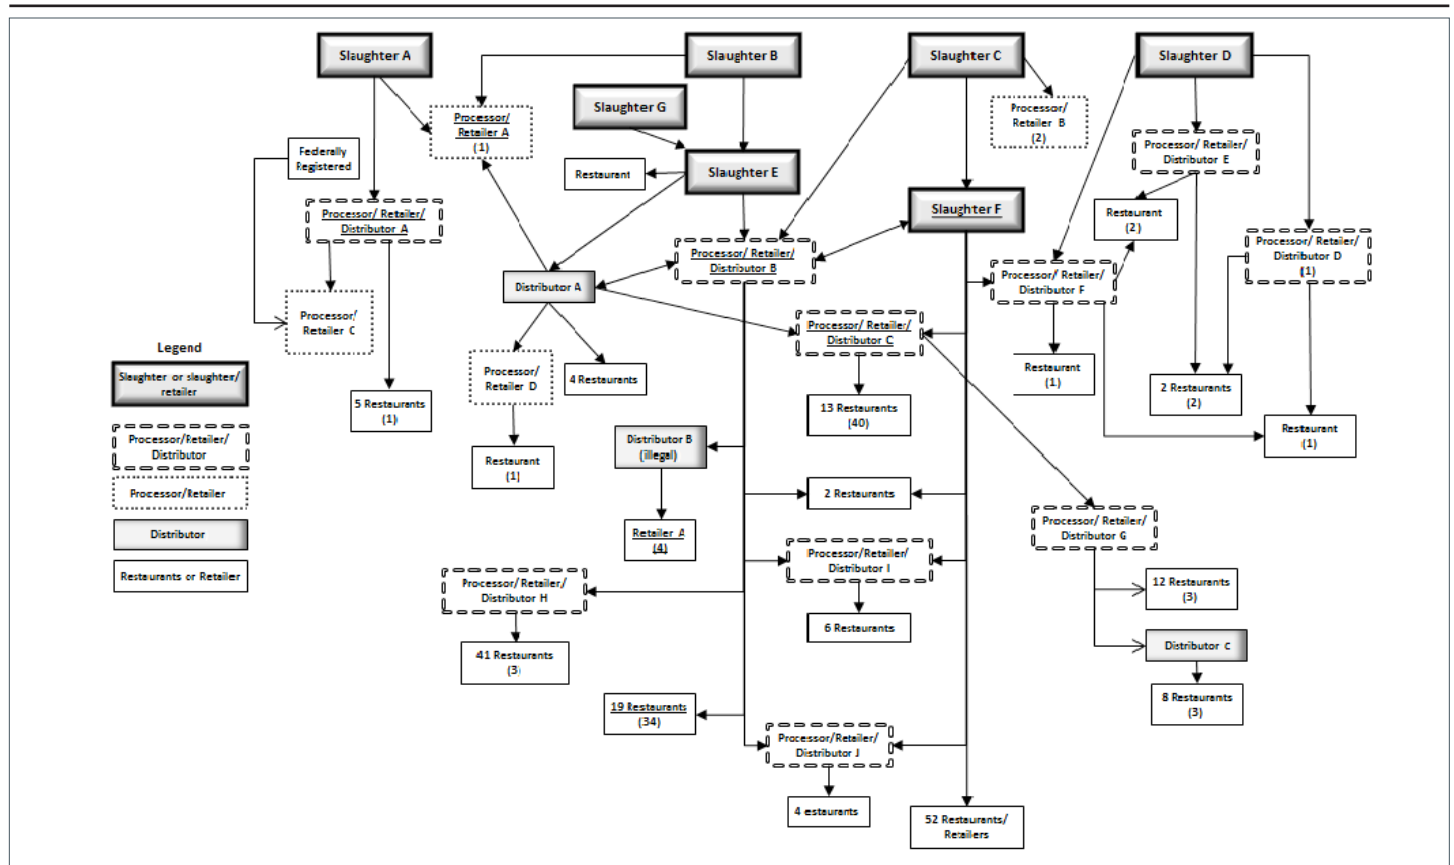 Slaughter A
Slaughter B
Slaughter C
Slaughter D
Slaughter G
Processor/
Retailer A
(1)
Processor/
Retailer B
(2)
Federally
Registered
Restaurant
Slaughter E
Processor/ Retailer/
Distributor E
Slaughter F
Restaurant
(2)
Processor/ Retailer/
Distributor A
Processor/ Retailer/
Distributor B
Processor/ Retailer/
Distributor D
(1)
Distributor A
Processor/ Retailer/
Distributor F
Processor/
Retailer C
Processor/ Retailer/
Distributor C
Legend
Slaughter or slaughter/
retailer
Processor/Retailer/
Distributor
Processor/Retailer
Distributor
Restaurants or Retailer
Processor/
Retailer D
4 Restaurants
5 Restaurants
(1)
13 Restaurants
(40)
Restaurant
(1)
2 Restaurants
(2)
Restaurant
(1)
Restaurant
(1)
Distributor B
(illegal)
Retailer A
(4)
2 Restaurants
Processor/ Retailer/
Distributor G
Processor/Retailer/
Distributor I
Processor/ Retailer/
Distributor H
6 Restaurants
41 Restaurants
(3)
12 Restaurants
(3)
Distributor C
8 Restaurants
(3)
19 Restaurants
(34)
Processor/Retailer/
Distributor J
4 estaurants
52 Restaurants/
Retailers